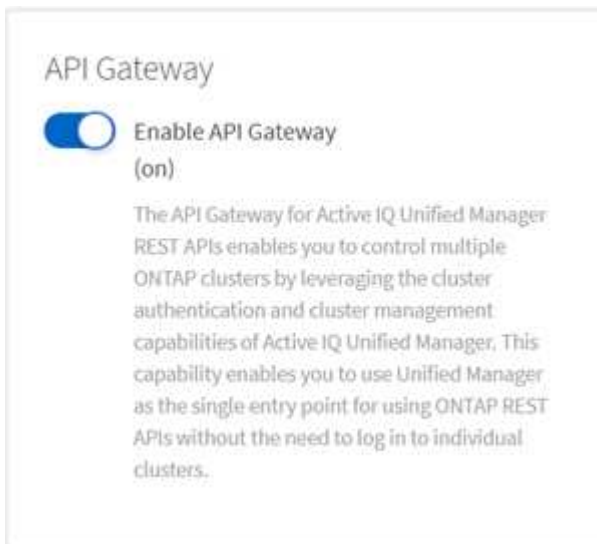 API Gateway
Enable API Gateway
(on)
The API Gateway for Active IQ Unified Manager
REST APIs enables you to control multiple
ONTAP clusters by leveraging the cluster
authentication and cluster management
capabilities of Active IQ Unified Manager. This
capability enables you to use Unified Manager
as the single entry point for using ONTAP REST
APIs without the need to log in to individual
clusters.